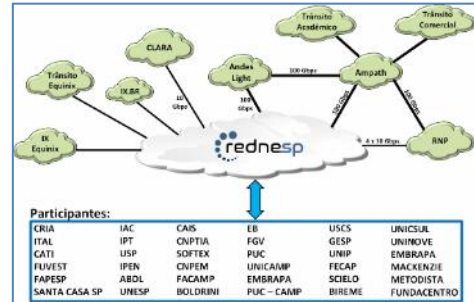 Trânsito
Acadêmico
Trânsito
Comercial
CLARA
Andes
Light
100 Gbps
Ampath
Trânsito
Equinix
IX.BR
10
Gbps
100
Gbps
100 Gbps
100 Gbps
IX
Equinix
rednesp
4 x 10 Gbps
RNP
Participantes:
CRIA IAC CAIS EB USCS UNICSUL
ITAL IPT CNPTIA FGV GESP UNINOVE
CATI USP SOFTEX PUC UNIP EMBRAPA
FUVEST IPEN CNPEM UNICAMP FECAP MACKENZIE
FAPESP ABDL FACAMP EMBRAPA SCIELO METODISTA
SANTA CASA SP UNESP BOLDRINI PUC – CAMP BIREME FUNDACENTRO